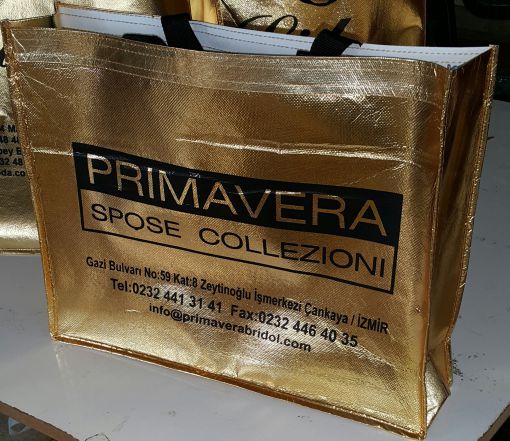 PRIMAVERA
SPOSE COLLEZIONI
Gazi Bulvarı No:59 Kat:8 Zeytinoğlu İşmerkezi Çankaya / İZMİR
Tel:0232 441 31 41 Fax:0232 446 40 35
info@primaverabridol.com